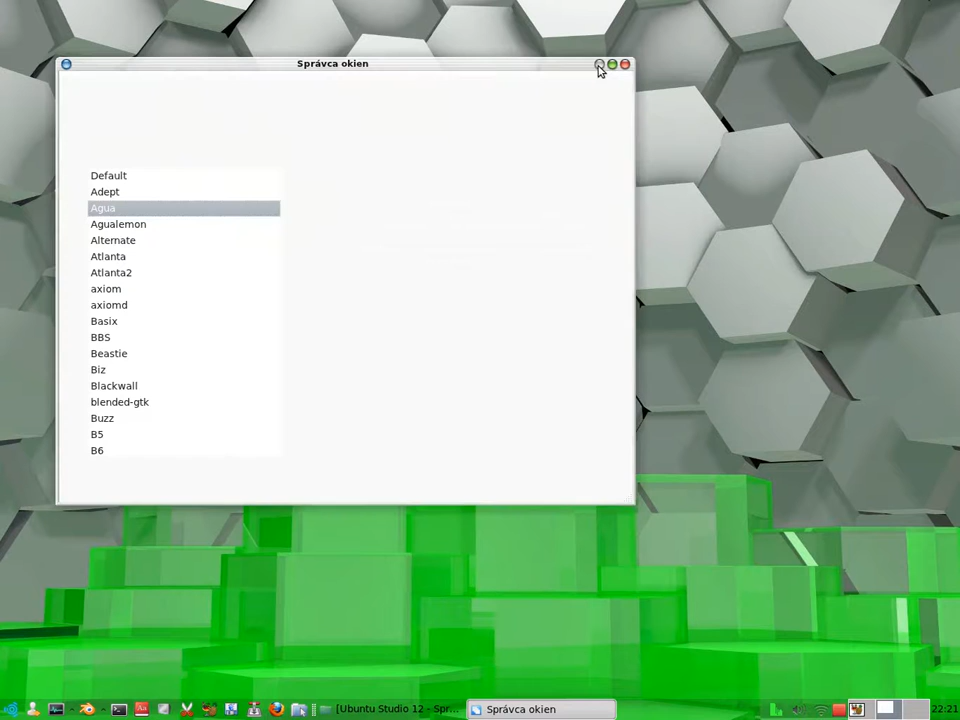 Správca okien
Default
Adept
Agua
Agualemon
Alternate
Atlanta
Atlanta2
axiom
axiomd
Basix
BBS
Beastie
Biz
Blackwall
blended-gtk
Buzz
B5
B6
[Ubuntu Studio 12 - Spr...
Správca okien
22:21